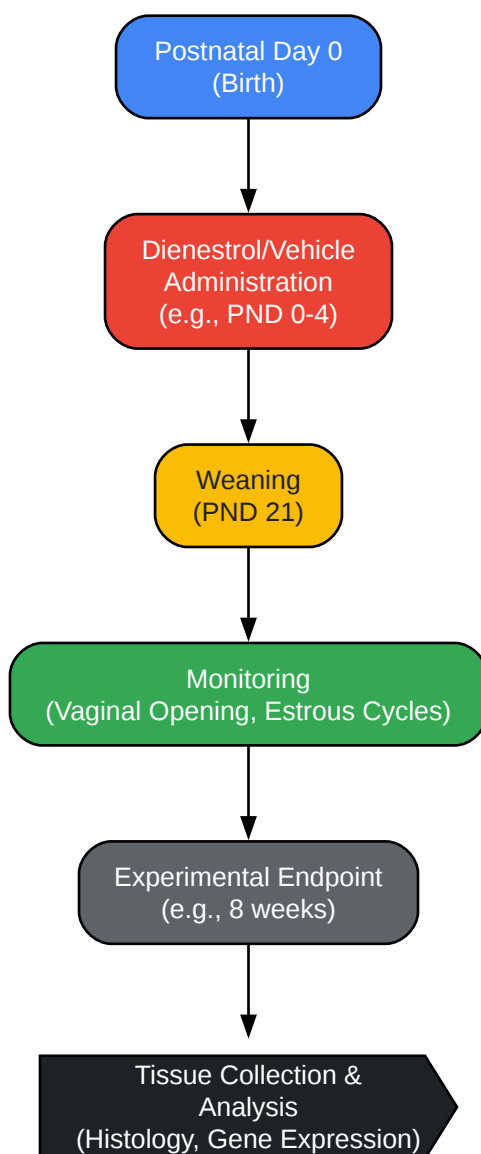 Postnatal Day 0
(Birth)
Dienestrol/Vehicle
Administration
(e.g., PND 0-4)
Weaning
(PND 21)
Monitoring
(Vaginal Opening, Estrous Cycles)
Experimental Endpoint
(e.g., 8 weeks)
Tissue Collection &
Analysis
(Histology, Gene Expression)